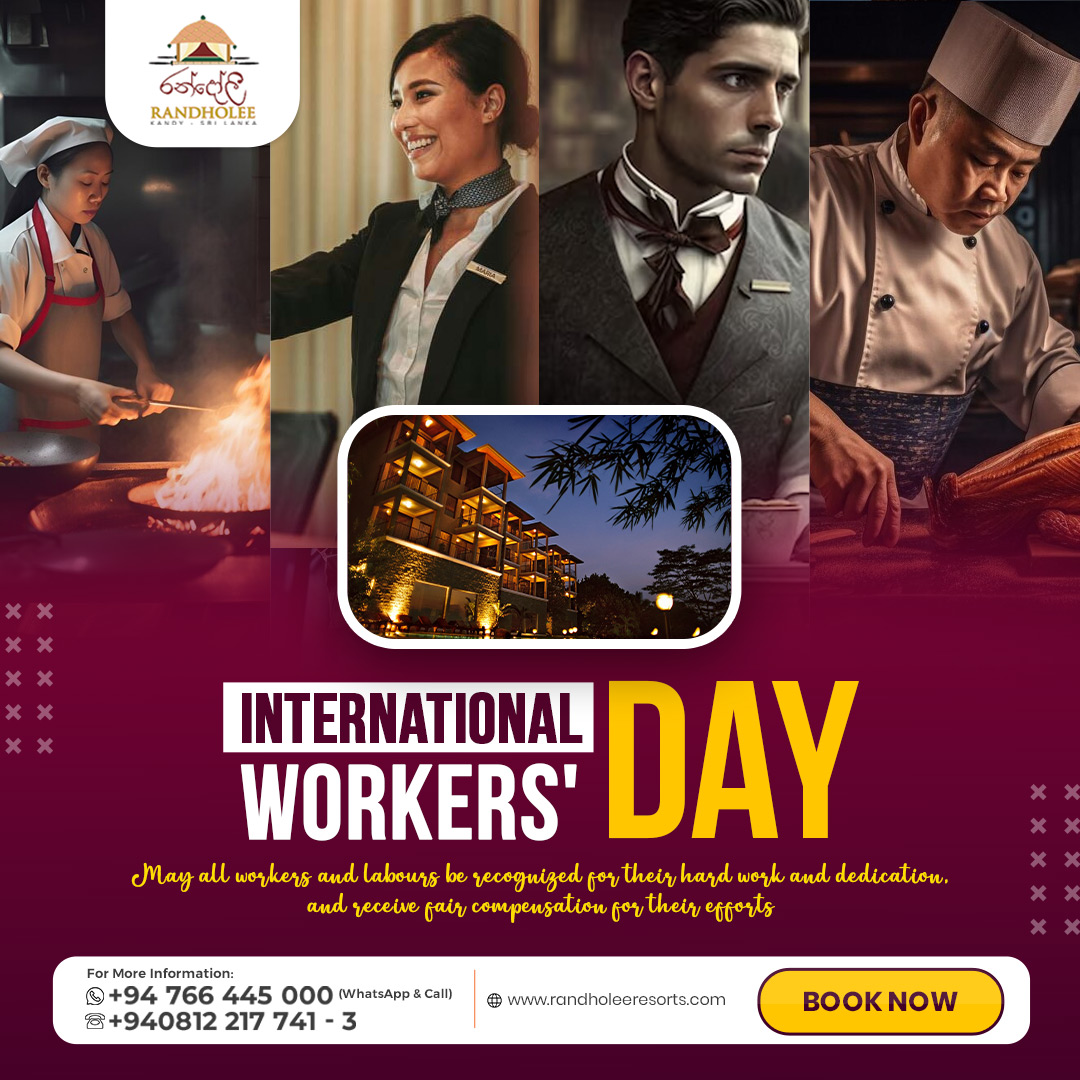 රන්දෝලි
RANDHOLEE
KANDY - SRI LANKA
MARIA
INTERNATIONAL
WORKERS'
DAY
May all workers and labours be recognized for their hard work and dedication,
and receive fair compensation for their efforts
For More Information:
+94 766 445 000 (WhatsApp & Call)
+940812 217 741 - 3
www.randholeeresorts.com
BOOK NOW